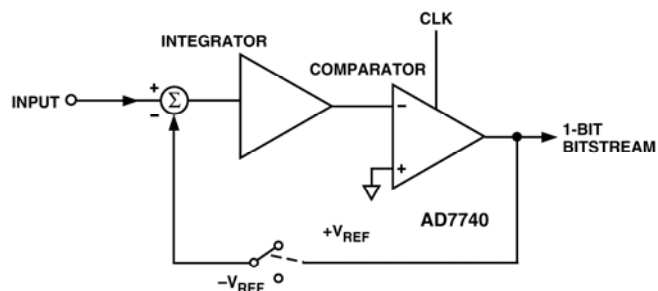 CLK
INTEGRATOR
COMPARATOR
INPUT
+
Σ
−
−
+
1-BIT
BITSTREAM
AD7740
+VREF
−VREF